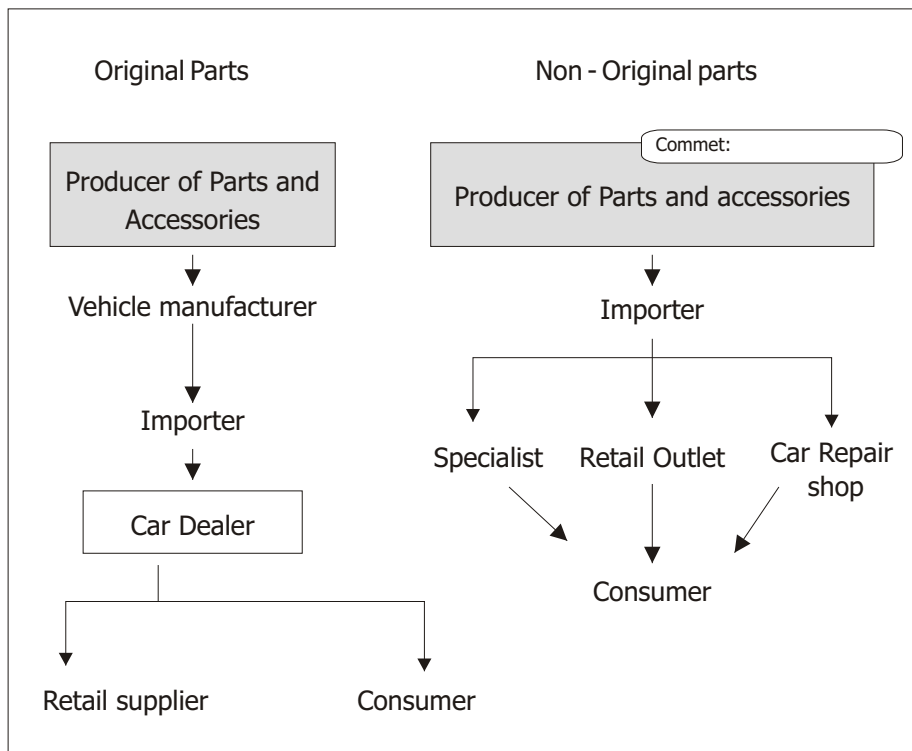 Original Parts
Producer of Parts and
Accessories
Vehicle manufacturer
Importer
Car Dealer
Retail supplier
Consumer
Non - Original parts
Commet:
Producer of Parts and accessories
Importer
Specialist
Retail Outlet
Car Repair
shop
Consumer